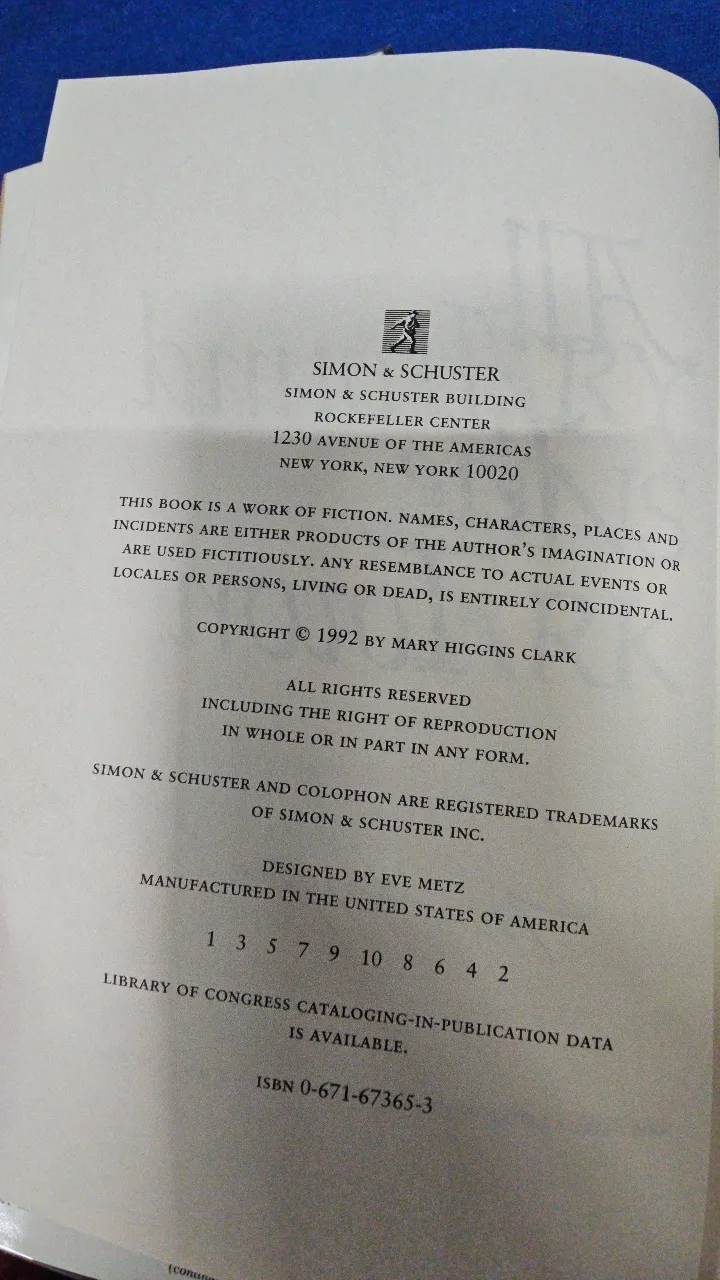 SIMON & SCHUSTER
SIMON & SCHUSTER BUILDING
ROCKEFELLER CENTER
1230 AVENUE OF THE AMERICAS
NEW YORK, NEW YORK 10020
THIS BOOK IS A WORK OF FICTION. NAMES, CHARACTERS, PLACES AND
INCIDENTS ARE EITHER PRODUCTS OF THE AUTHOR'S IMAGINATION OR
ARE USED FICTITIOUSLY. ANY RESEMBLANCE TO ACTUAL EVENTS OR
LOCALES OR PERSONS, LIVING OR DEAD, IS ENTIRELY COINCIDENTAL.
COPYRIGHT © 1992 BY MARY HIGGINS CLARK
ALL RIGHTS RESERVED
INCLUDING THE RIGHT OF REPRODUCTION
IN WHOLE OR IN PART IN ANY FORM.
SIMON & SCHUSTER AND COLOPHON ARE REGISTERED TRADEMARKS
OF SIMON & SCHUSTER INC.
DESIGNED BY EVE METZ
MANUFACTURED IN THE UNITED STATES OF AMERICA
1 3 5 7 9 10 8 6 4 2
LIBRARY OF CONGRESS CATALOGING-IN-PUBLICATION DATA
IS AVAILABLE.
ISBN 0-671-67365-3